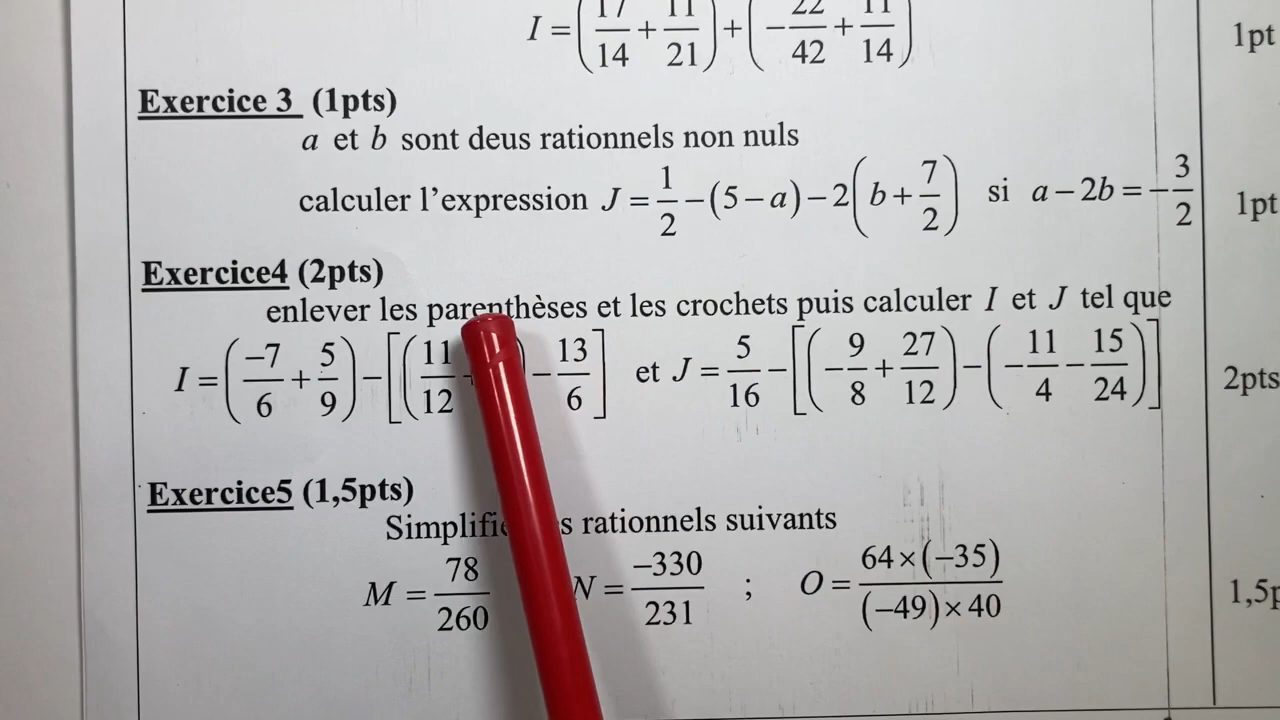 I = (17/14 + 11/21) + (−22/42 + 11/14) 1pt
Exercice 3 (1pts)
a et b sont deus rationnels non nuls
calculer l'expression J = 1/2 − (5 − a) − 2(b + 7/2) si a − 2b = −3/2 1pt
Exercice4 (2pts)
enlever les parenthèses et les crochets puis calculer I et J tel que
I = (−7/6 + 5/9) − [(11/12 ) − 13/6] et J = 5/16 − [(−9/8 + 27/12) − (−11/4 − 15/24)] 2pts
Exercice5 (1,5pts)
rationnels suivants
M = 78/260 N = −330/231 ; O = 64×(−35)/(−49)×40 1,5p